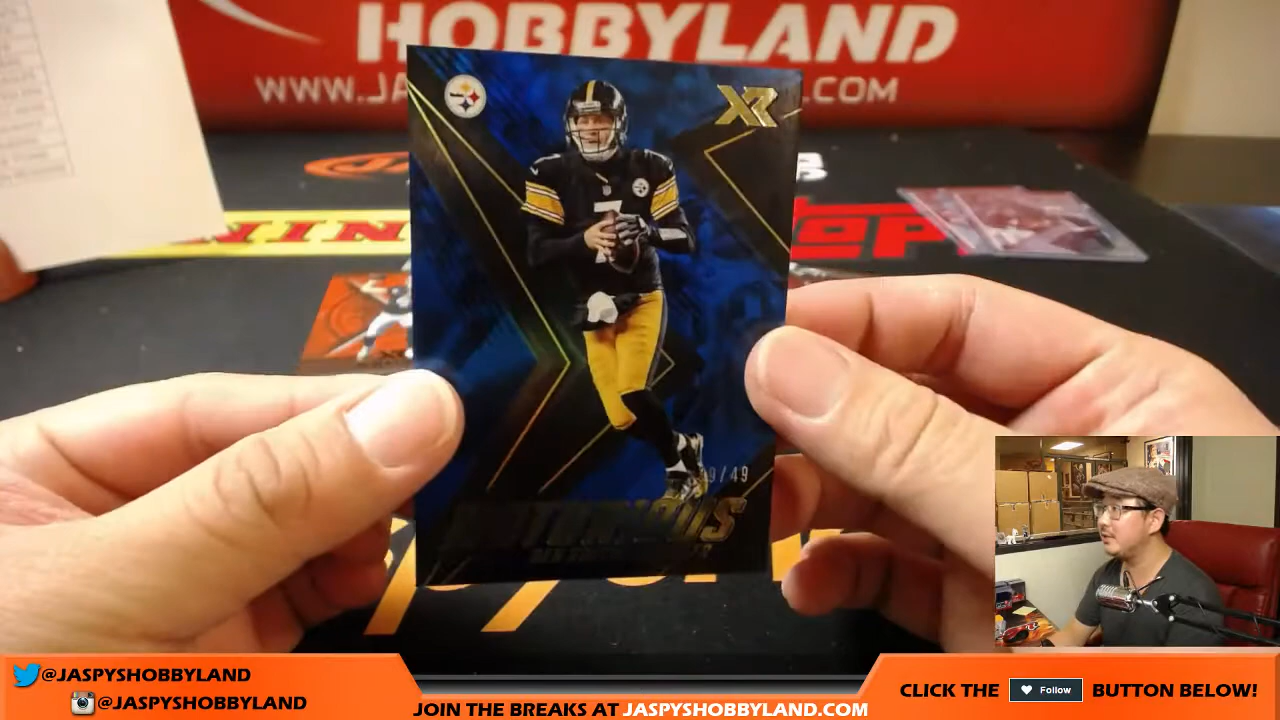 HOBBYLAND
WWW.JA
.COM
XR
7
/49
@JASPYSHOBBYLAND
@JASPYSHOBBYLAND
JOIN THE BREAKS AT JASPYSHOBBYLAND.COM
CLICK THE Follow BUTTON BELOW!